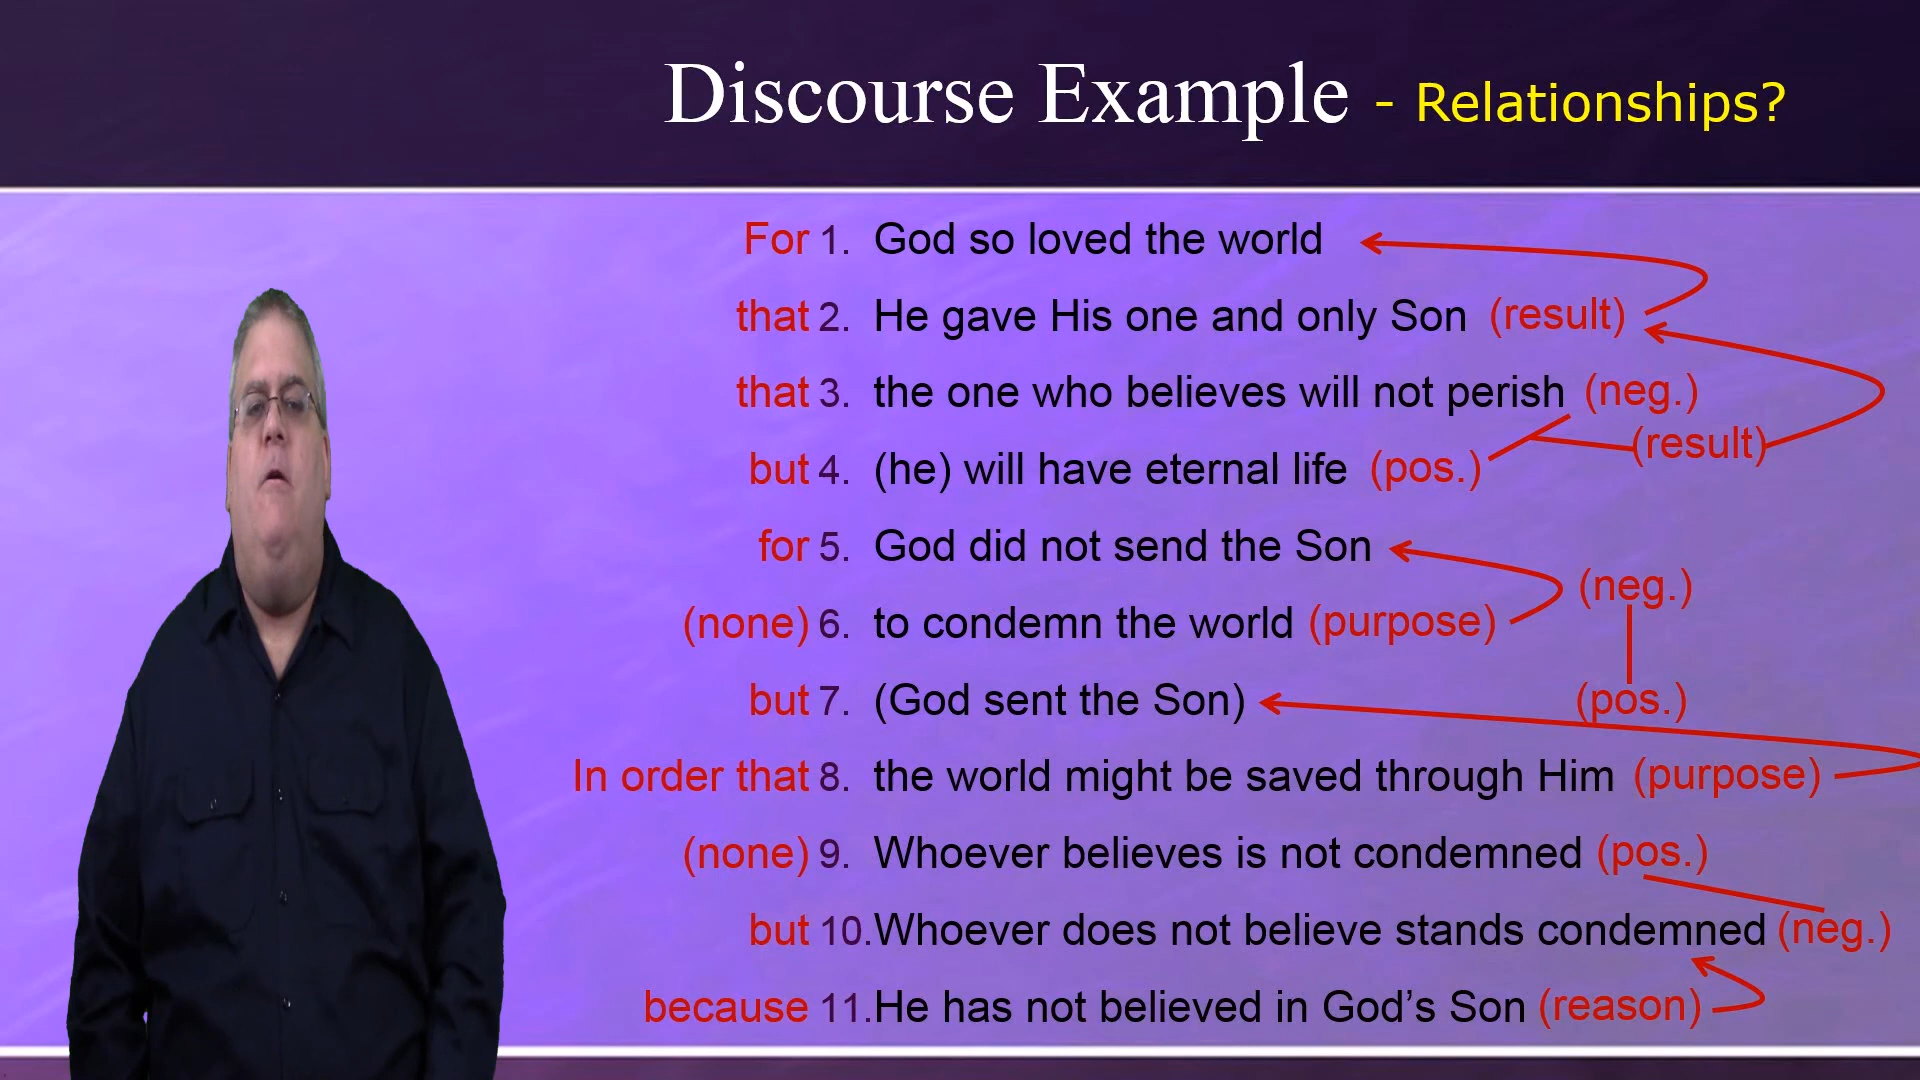 Discourse Example - Relationships?
For 1. God so loved the world
that 2. He gave His one and only Son (result)
that 3. the one who believes will not perish (neg.)
(result)
but 4. (he) will have eternal life (pos.)
for 5. God did not send the Son
(neg.)
(none) 6. to condemn the world (purpose)
but 7. (God sent the Son) (pos.)
In order that 8. the world might be saved through Him (purpose)
(none) 9. Whoever believes is not condemned (pos.)
but 10. Whoever does not believe stands condemned (neg.)
because 11. He has not believed in God’s Son (reason)